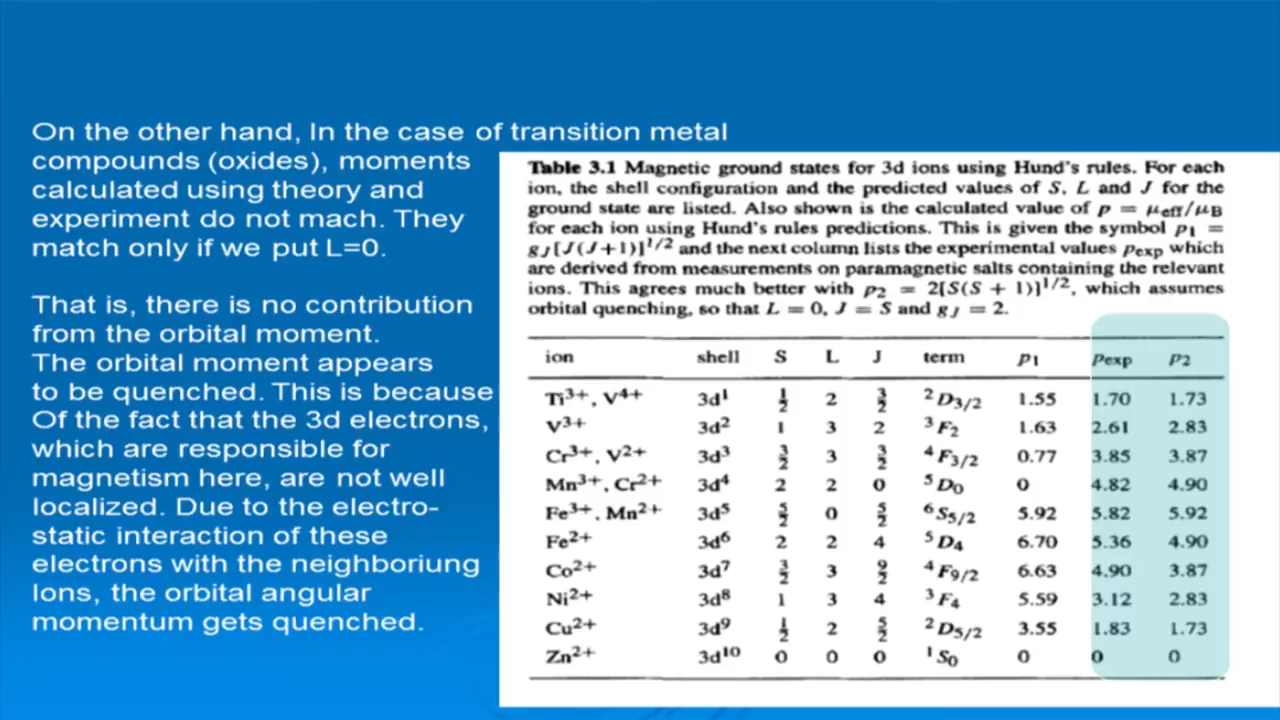 On the other hand, In the case of transition metal
compounds (oxides), moments
calculated using theory and
experiment do not mach. They
match only if we put L=0.
That is, there is no contribution
from the orbital moment.
The orbital moment appears
to be quenched. This is because
Of the fact that the 3d electrons,
which are responsible for
magnetism here, are not well
localized. Due to the electro-
static interaction of these
electrons with the neighboriung
Ions, the orbital angular
momentum gets quenched.
Table 3.1 Magnetic ground states for 3d ions using Hund's rules. For each
ion, the shell configuration and the predicted values of S, L and J for the
ground state are listed. Also shown is the calculated value of p = μeff/μB
for each ion using Hund's rules predictions. This is given the symbol p₁ =
gJ[J(J+1)]^1/2 and the next column lists the experimental values pexp which
are derived from measurements on paramagnetic salts containing the relevant
ions. This agrees much better with p₂ = 2[S(S + 1)]^1/2, which assumes
orbital quenching, so that L = 0, J = S and gJ = 2.
ion shell S L J term p₁ pexp p₂
Ti³⁺, V⁴⁺ 3d¹ 1/2 2 3/2 ²D3/2 1.55 1.70 1.73
V³⁺ 3d² 1 3 2 ³F₂ 1.63 2.61 2.83
Cr³⁺, V²⁺ 3d³ 3/2 3 3/2 ⁴F3/2 0.77 3.85 3.87
Mn³⁺, Cr²⁺ 3d⁴ 2 2 0 ⁵D₀ 0 4.82 4.90
Fe³⁺, Mn²⁺ 3d⁵ 5/2 0 5/2 ⁶S5/2 5.92 5.82 5.92
Fe²⁺ 3d⁶ 2 2 4 ⁵D₄ 6.70 5.36 4.90
Co²⁺ 3d⁷ 3/2 3 9/2 ⁴F9/2 6.63 4.90 3.87
Ni²⁺ 3d⁸ 1 3 4 ³F₄ 5.59 3.12 2.83
Cu²⁺ 3d⁹ 1/2 2 5/2 ²D5/2 3.55 1.83 1.73
Zn²⁺ 3d¹⁰ 0 0 0 ¹S₀ 0 0 0